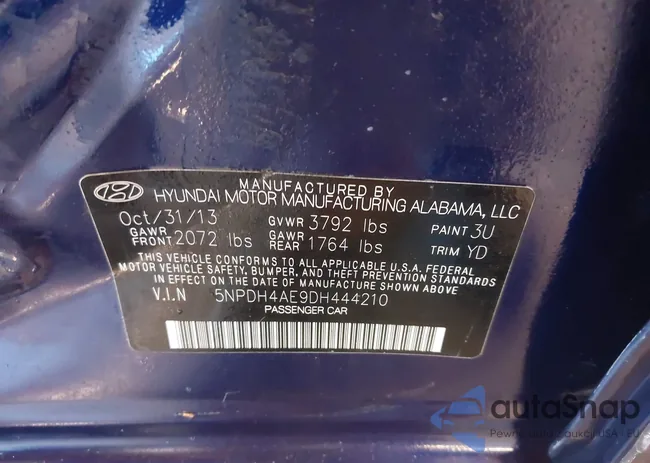 MANUFACTURED BY
HYUNDAI MOTOR MANUFACTURING ALABAMA, LLC
Oct/31/13 GVWR 3792 lbs PAINT 3U
GAWR FRONT 2072 lbs GAWR REAR 1764 lbs TRIM YD
THIS VEHICLE CONFORMS TO ALL APPLICABLE U.S.A. FEDERAL
MOTOR VEHICLE SAFETY, BUMPER, AND THEFT PREVENTION STANDARDS
IN EFFECT ON THE DATE OF MANUFACTURE SHOWN ABOVE.
V.I.N 5NPDH4AE9DH444210
PASSENGER CAR
autoSnap